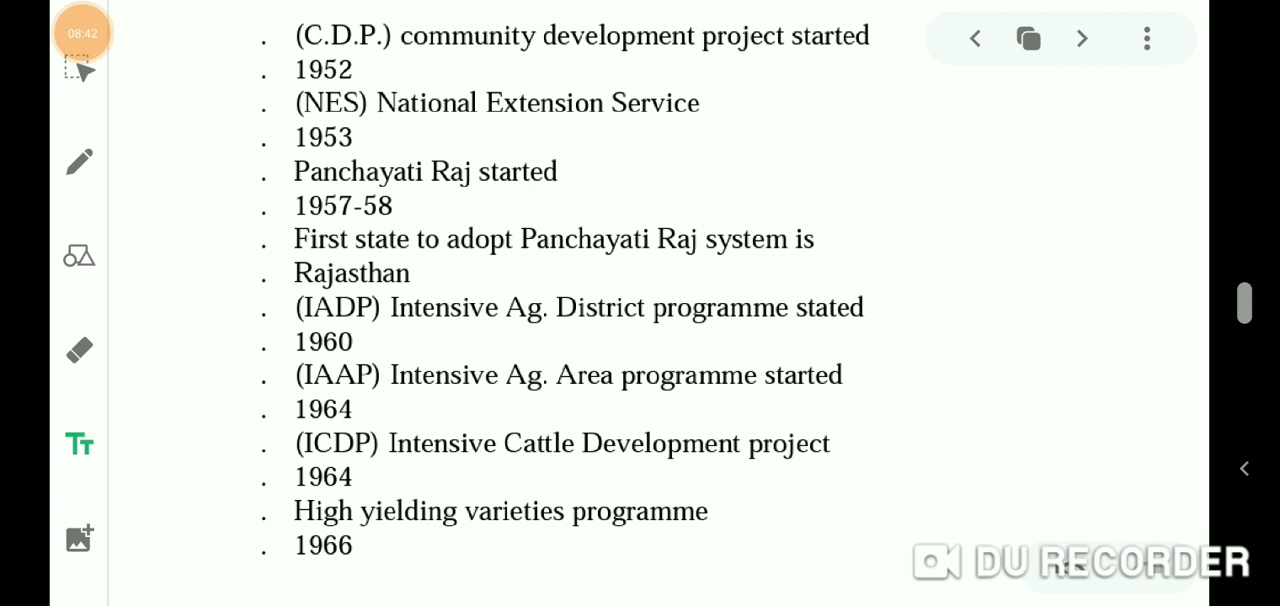 08:42
. (C.D.P.) community development project started
. 1952
. (NES) National Extension Service
. 1953
. Panchayati Raj started
. 1957-58
. First state to adopt Panchayati Raj system is
. Rajasthan
. (IADP) Intensive Ag. District programme stated
. 1960
. (IAAP) Intensive Ag. Area programme started
. 1964
. (ICDP) Intensive Cattle Development project
. 1964
. High yielding varieties programme
. 1966
TT
DU RECORDER